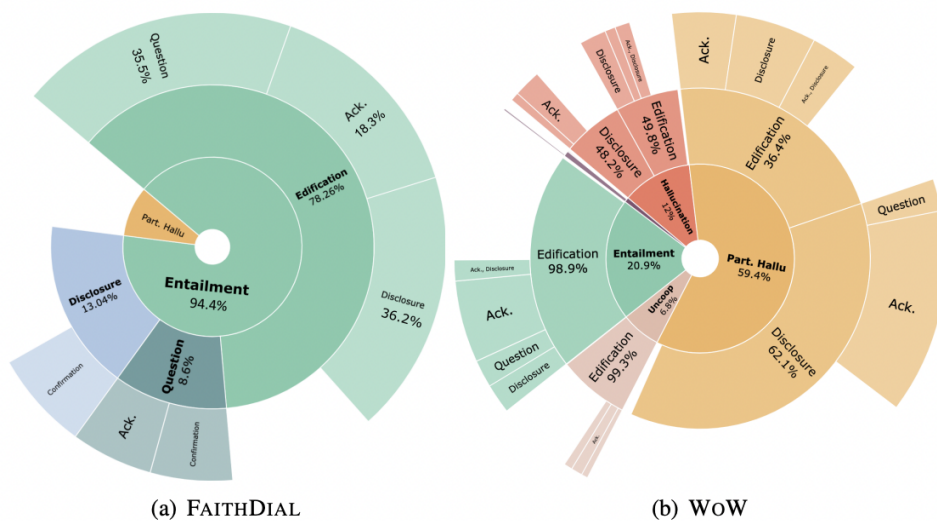 Question
35.5%
Ack.
18.3%
Edification
78.26%
Disclosure
36.2%
Part. Hallu
Entailment
94.4%
Disclosure
13.04%
Question
8.6%
Confirmation
Ack.
Confirmation
(a) FAITHDIAL
Ack.
Disclosure
Ack., Disclosure
Edification
36.4%
Question
Ack.
Part. Hallu
59.4%
Disclosure
62.1%
Disclosure
Ack., Disclosure
Edification
49.8%
Ack.
Disclosure
48.2%
Hallucination
12%
Entailment
20.9%
Edification
98.9%
Ack., Disclosure
Ack.
Question
Disclosure
Uncoop
6.8%
Edification
99.3%
Ack.
(b) WOW